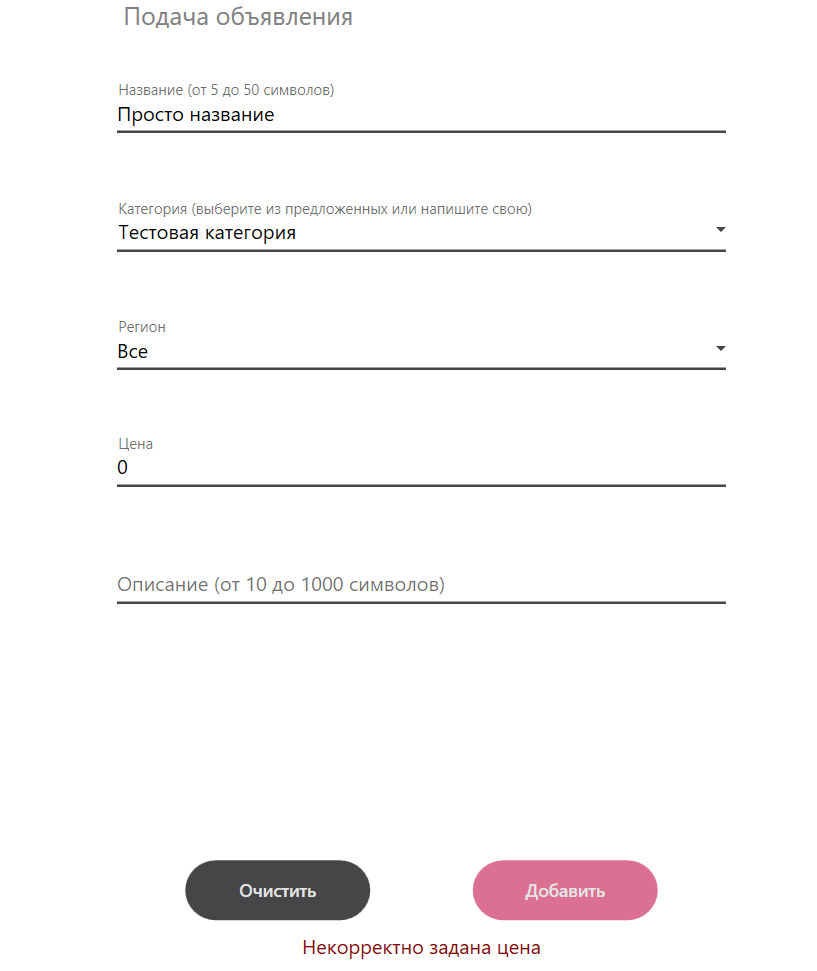 Подача объявления
Название (от 5 до 50 символов)
Просто название
Категория (выберите из предложенных или напишите свою)
Тестовая категория
Регион
Все
Цена
0
Описание (от 10 до 1000 символов)
Очистить
Добавить
Некорректно задана цена